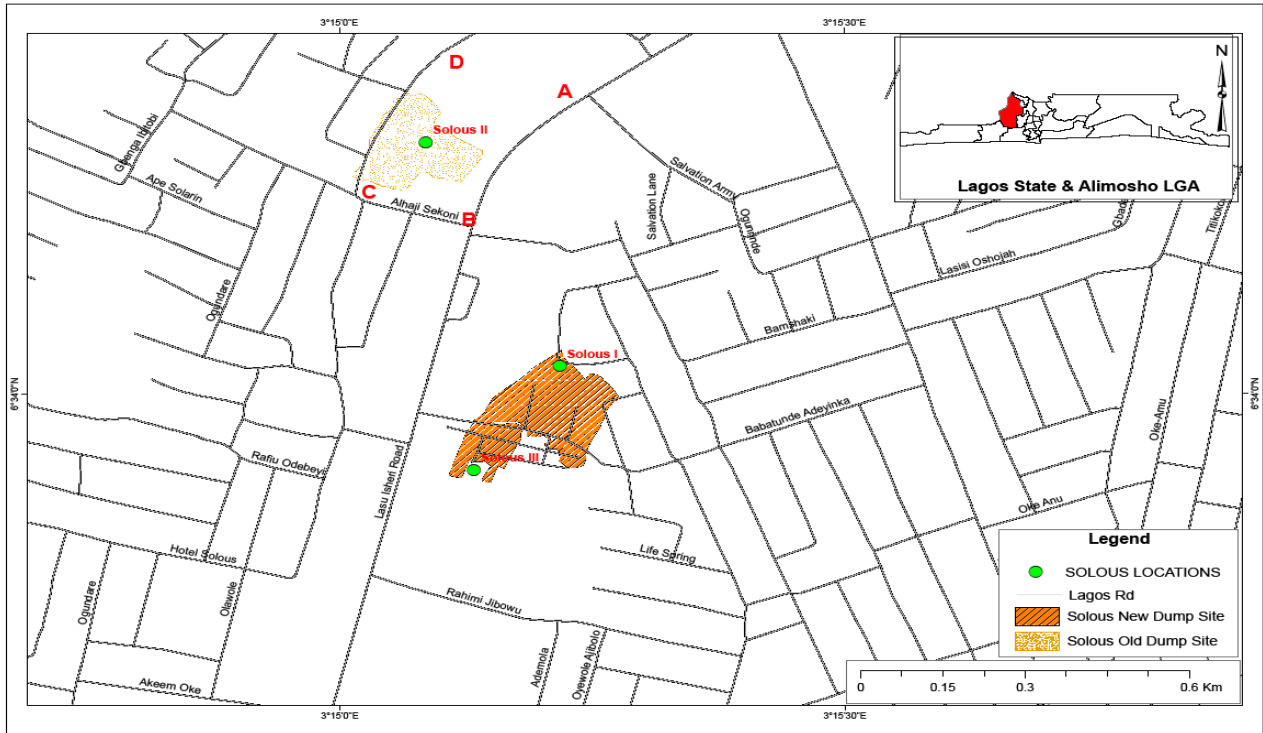 3°15'0"E
3°15'30"E
D
A
N
Solous II
Gbenga Ibitobi
Ape Solarin
Salvation Army
Salvation Lane
Ogunnde
Lagos State & Alimosho LGA
C
Alhaji Sekoni
B
Lasisi Oshojah
Ogundare
Bamshaki
Solous I
6°34'0"N
6°34'0"N
Babatunde Adeyinka
Oke-Amu
Rafiu Odebeyi
Solous III
Lasu Isheri Road
Oke Anu
Hotel Solous
Life Spring
Legend
SOLOUS LOCATIONS
Lagos Rd
Solous New Dump Site
Solous Old Dump Site
Ogundare
Olawole
Rahimi Jibowu
Ademola
Oyewole Ajibolo
Akeem Oke
0
0.15
0.3
0.6 Km
3°15'0"E
3°15'30"E